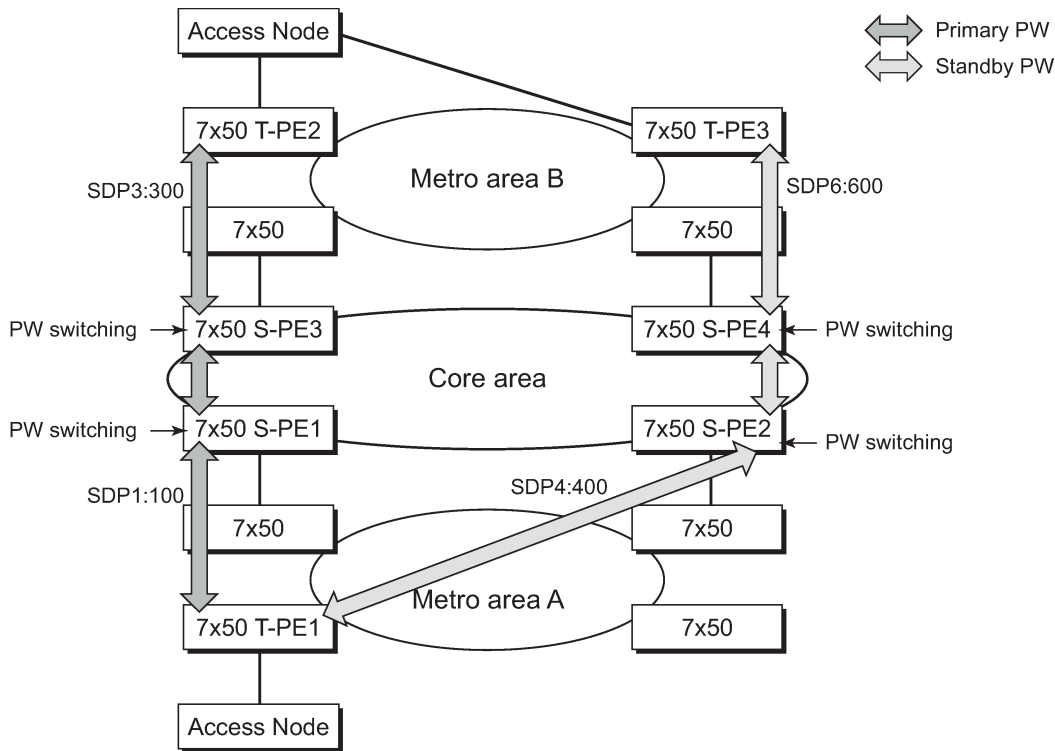 Access Node
Primary PW
Standby PW
7x50 T-PE2
7x50 T-PE3
Metro area B
SDP3:300
SDP6:600
7x50
7x50
PW switching
7x50 S-PE3
7x50 S-PE4
PW switching
Core area
PW switching
7x50 S-PE1
7x50 S-PE2
PW switching
SDP1:100
SDP4:400
7x50
7x50
Metro area A
7x50 T-PE1
7x50
Access Node